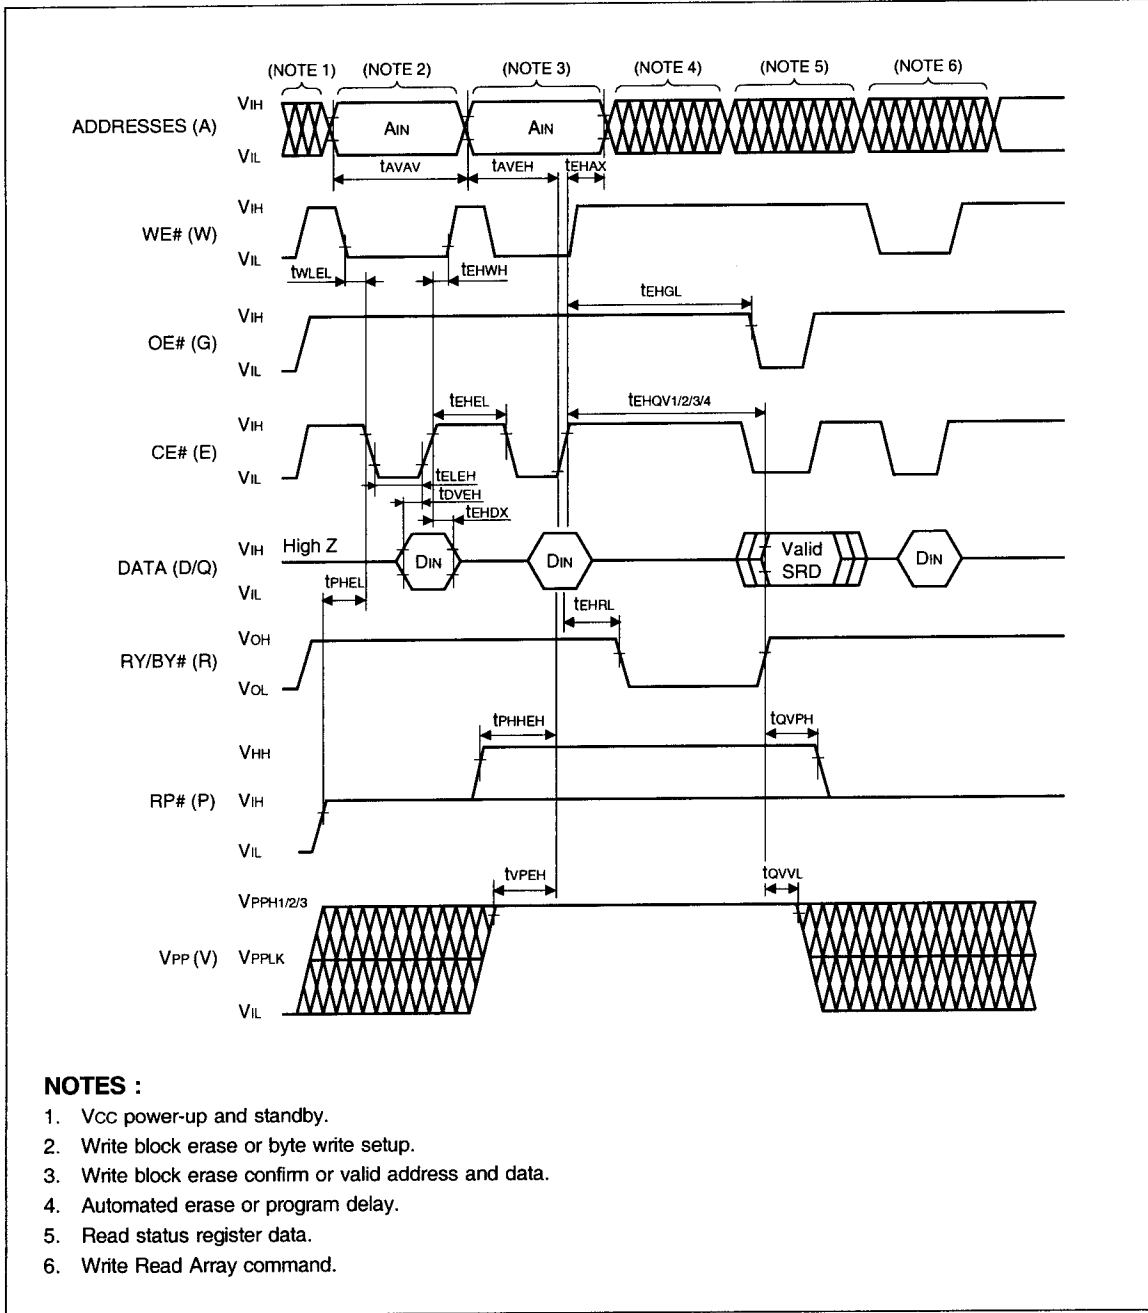 (NOTE 1) (NOTE 2) (NOTE 3) (NOTE 4) (NOTE 5) (NOTE 6)
VIH
ADDRESSES (A) AIN AIN
VIL
tAVAV tAVEH tEHAX
VIH
WE# (W)
VIL
tWLEL tEHWH
tEHGL
VIH
OE# (G)
VIL
tEHEL tEHQV1/2/3/4
VIH
CE# (E)
VIL
tELEH
tDVEH
tEHDX
VIH High Z
DATA (D/Q) DIN DIN Valid SRD DIN
VIL
tPHEL
tEHRL
VOH
RY/BY# (R)
VOL
tPHHEH tQVPH
VHH
RP# (P) VIH
VIL
tVPEH tQVVL
VPPH1/2/3
VPP (V) VPPLK
VIL
NOTES :
1. VCC power-up and standby.
2. Write block erase or byte write setup.
3. Write block erase confirm or valid address and data.
4. Automated erase or program delay.
5. Read status register data.
6. Write Read Array command.